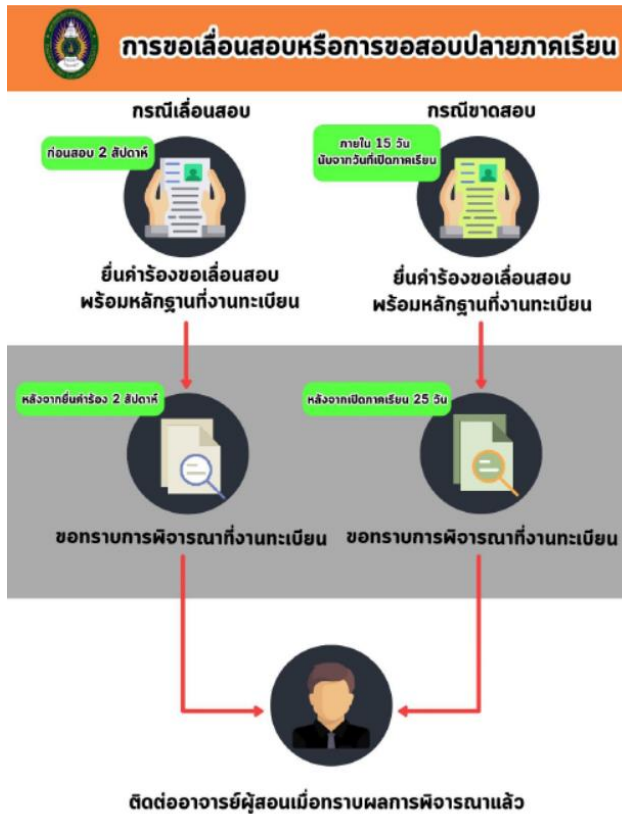 การขอเลื่อนสอบหรือการขอสอบปลายภาคเรียน
กรณีเลื่อนสอบ
ก่อนสอบ 2 สัปดาห์
ยื่นคำร้องขอเลื่อนสอบ
พร้อมหลักฐานที่งานทะเบียน
กรณีขาดสอบ
ภายใน 15 วัน
นับจากวันที่เปิดภาคเรียน
ยื่นคำร้องขอเลื่อนสอบ
พร้อมหลักฐานที่งานทะเบียน
หลังจากยื่นคำร้อง 2 สัปดาห์
ขอทราบการพิจารณาที่งานทะเบียน
หลังจากเปิดภาคเรียน 25 วัน
ขอทราบการพิจารณาที่งานทะเบียน
ติดต่ออาจารย์ผู้สอนเมื่อทราบผลการพิจารณาแล้ว